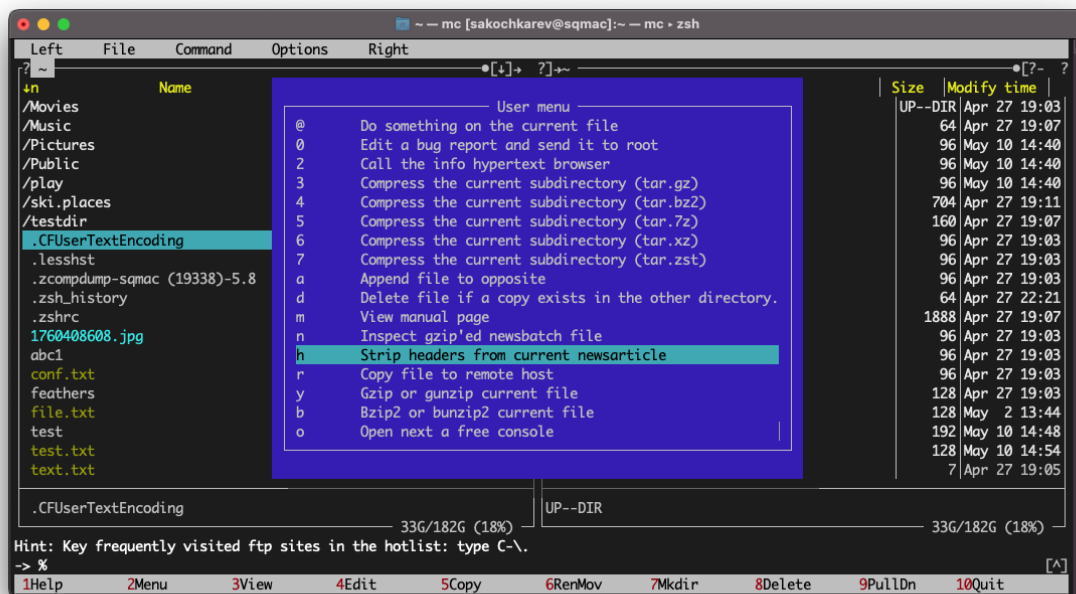 ~ — mc [sakochkarev@sqmac]:~ — mc ▸ zsh
Left File Command Options Right
?  ~ ●[↓]→ ?]→~ ●[?- ?
↓n Name Size Modify time
/Movies UP--DIR Apr 27 19:03
/Music 64 Apr 27 19:07
/Pictures 96 May 10 14:40
/Public 96 May 10 14:40
/play 96 May 10 14:40
/ski.places 704 Apr 27 19:11
/testdir 160 Apr 27 19:07
.CFUserTextEncoding 96 Apr 27 19:03
.lesshst 96 Apr 27 19:03
.zcompdump-sqmac (19338)-5.8 96 Apr 27 19:03
.zsh_history 64 Apr 27 22:21
.zshrc 1888 Apr 27 19:07
1760408608.jpg 96 Apr 27 19:03
abc1 96 Apr 27 19:03
conf.txt 96 Apr 27 19:03
feathers 128 Apr 27 19:03
file.txt 128 May 2 13:44
test 192 May 10 14:48
test.txt 128 May 10 14:54
text.txt 7 Apr 27 19:05
User menu
@ Do something on the current file
0 Edit a bug report and send it to root
2 Call the info hypertext browser
3 Compress the current subdirectory (tar.gz)
4 Compress the current subdirectory (tar.bz2)
5 Compress the current subdirectory (tar.7z)
6 Compress the current subdirectory (tar.xz)
7 Compress the current subdirectory (tar.zst)
a Append file to opposite
d Delete file if a copy exists in the other directory.
m View manual page
n Inspect gzip'ed newsbatch file
h Strip headers from current newsarticle
r Copy file to remote host
y Gzip or gunzip current file
b Bzip2 or bunzip2 current file
o Open next a free console
.CFUserTextEncoding UP--DIR
33G/182G (18%) 33G/182G (18%)
Hint: Key frequently visited ftp sites in the hotlist: type C-\.
-> % [^]
1Help 2Menu 3View 4Edit 5Copy 6RenMov 7Mkdir 8Delete 9PullDn 10Quit